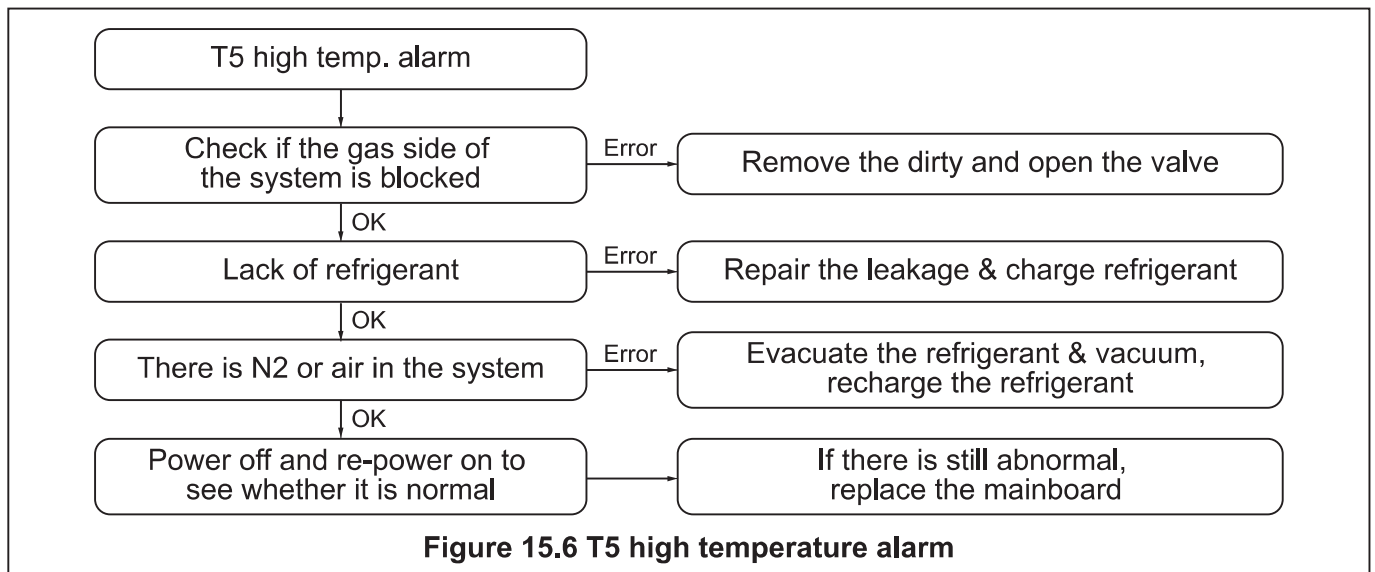 T5 high temp. alarm
Check if the gas side of
the system is blocked
Error
Remove the dirty and open the valve
OK
Lack of refrigerant
Error
Repair the leakage & charge refrigerant
OK
There is N2 or air in the system
Error
Evacuate the refrigerant & vacuum,
recharge the refrigerant
OK
Power off and re-power on to
see whether it is normal
If there is still abnormal,
replace the mainboard
Figure 15.6 T5 high temperature alarm